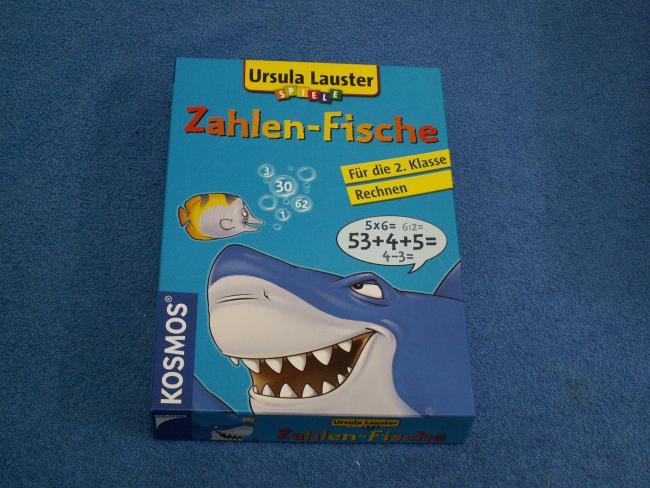 Ursula Lauster
SPIELE
Zahlen-Fische
Für die 2. Klasse
Rechnen
3
30
62
1
5x6= 6:2=
53+4+5=
4-3=
KOSMOS®
KOSMOS
Ursula Lauster
Zahlen-Fische